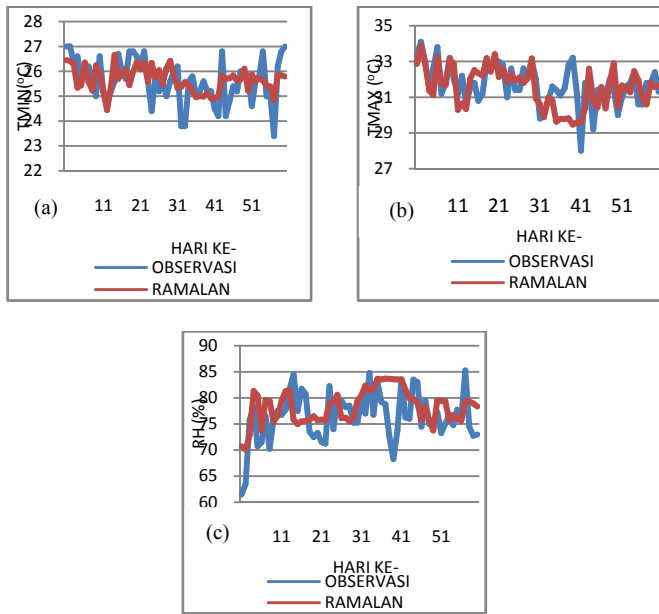 28
27
26
25
24
23
22
TMIN (°C)
(a)
11 21 31 41 51
HARI KE-
OBSERVASI
RAMALAN
35
33
31
29
27
TMAX (°C)
(b)
11 21 31 41 51
HARI KE-
OBSERVASI
RAMALAN
90
85
80
75
70
65
60
RH (%)
(c)
11 21 31 41 51
HARI KE-
OBSERVASI
RAMALAN